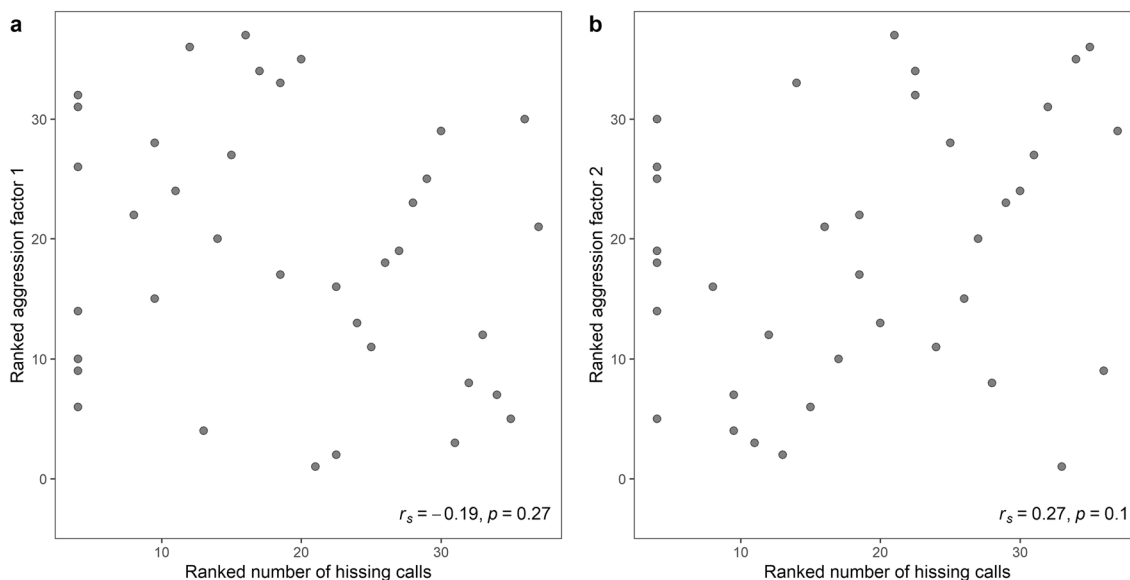 a
b
Ranked aggression factor 1
30
20
10
0
10
20
30
Ranked number of hissing calls
rs = −0.19, p = 0.27
Ranked aggression factor 2
30
20
10
0
10
20
30
Ranked number of hissing calls
rs = 0.27, p = 0.1